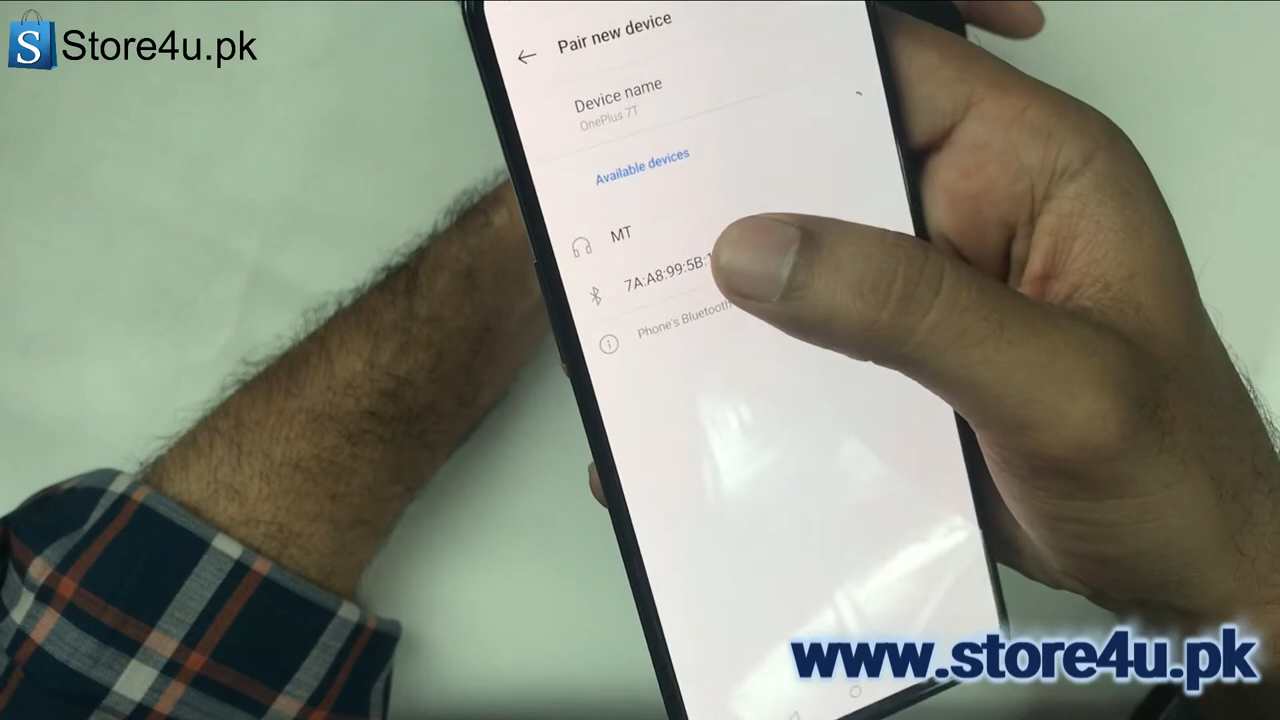 S Store4u.pk
Pair new device
Device name
OnePlus 7T
Available devices
MT
7A:A8:99:5B:1
Phone's Bluetooth
www.store4u.pk